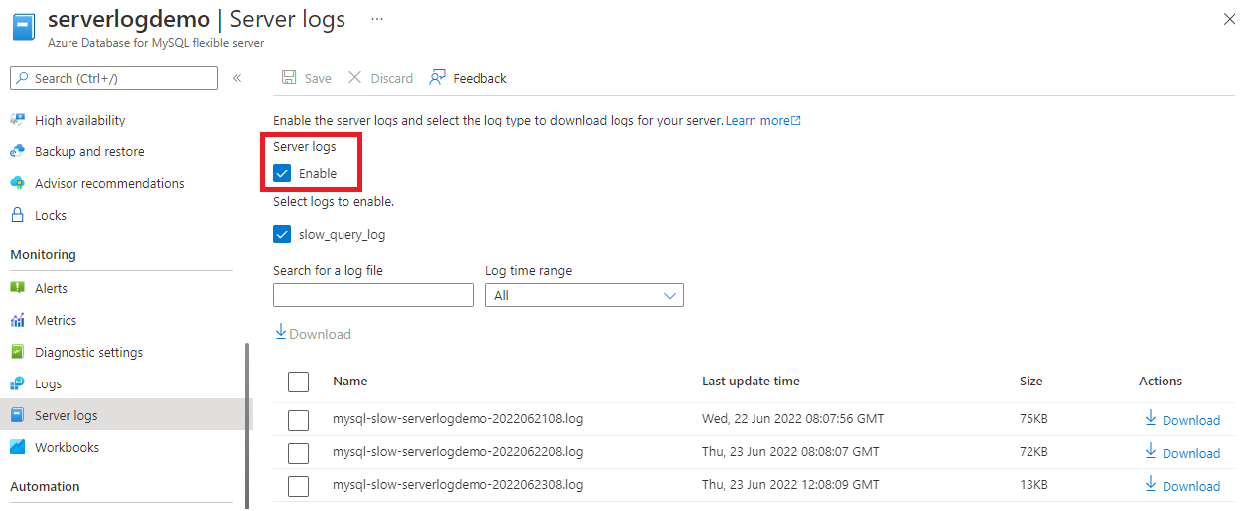 serverlogdemo | Server logs ...
Azure Database for MySQL flexible server
Search (Ctrl+/)
«
High availability
Backup and restore
Advisor recommendations
Locks
Monitoring
Alerts
Metrics
Diagnostic settings
Logs
Server logs
Workbooks
Automation
Save Discard Feedback
Enable the server logs and select the log type to download logs for your server. Learn more
Server logs
Enable
Select logs to enable.
slow_query_log
Search for a log file Log time range
All
Download
Name Last update time Size Actions
mysql-slow-serverlogdemo-2022062108.log Wed, 22 Jun 2022 08:07:56 GMT 75KB Download
mysql-slow-serverlogdemo-2022062208.log Thu, 23 Jun 2022 08:08:07 GMT 72KB Download
mysql-slow-serverlogdemo-2022062308.log Thu, 23 Jun 2022 12:08:09 GMT 13KB Download